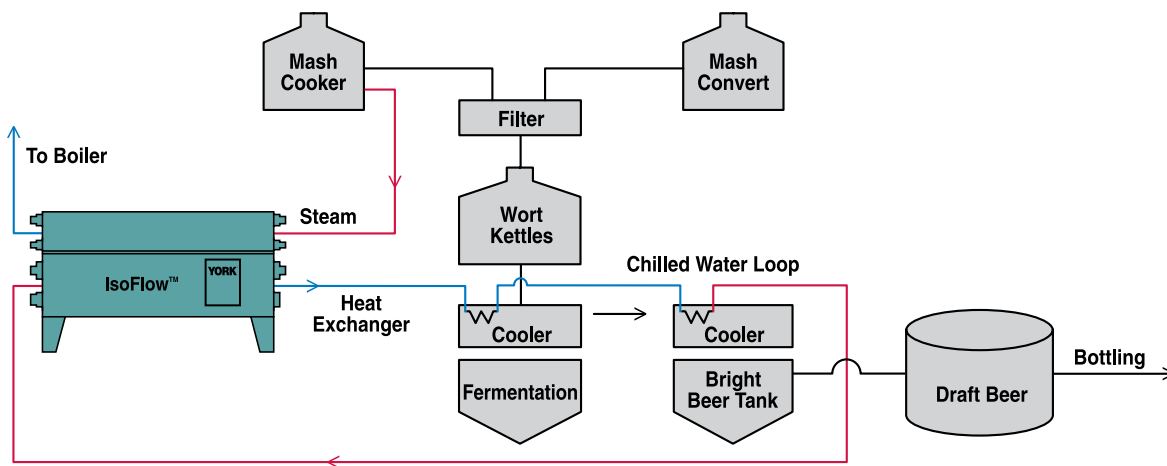 Mash
Cooker
Mash
Convert
Filter
To Boiler
Steam
Wort
Kettles
YORK
IsoFlow™
Chilled Water Loop
Heat
Exchanger
Cooler
Cooler
Fermentation
Bright
Beer Tank
Draft Beer
Bottling